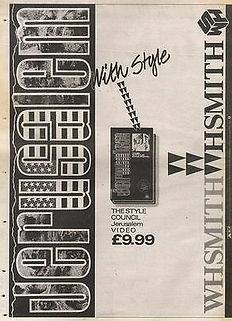 Jerusalem
With Style
THE STYLE
COUNCIL
Jerusalem
VIDEO
£9.99
WHSMITH
WHSMITH